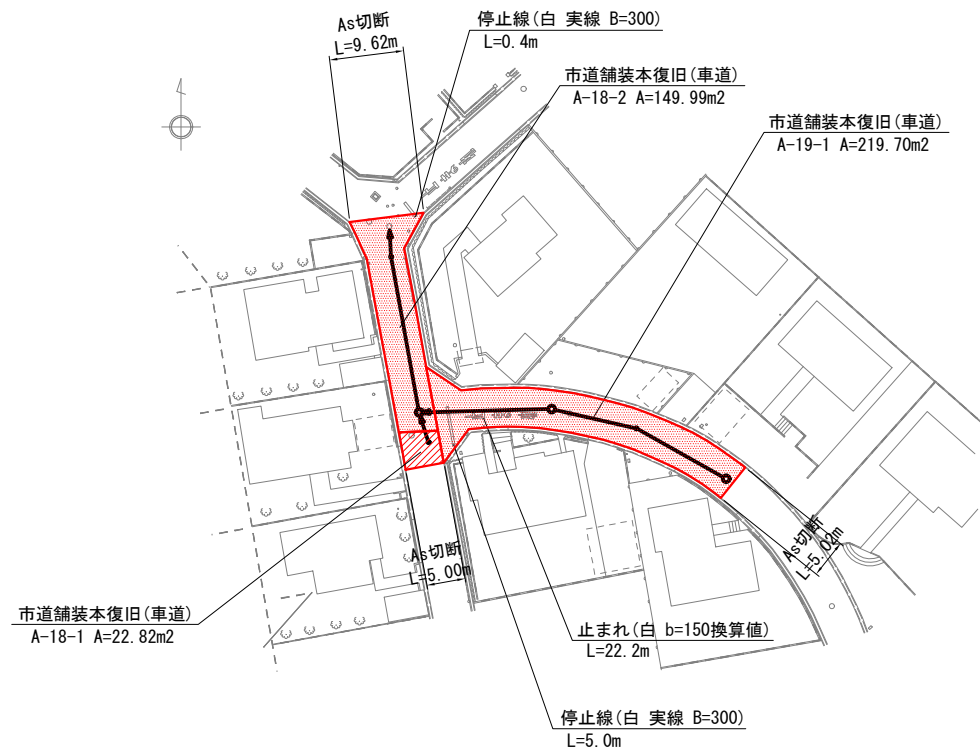 As切断
L=9.62m
停止線(白 実線 B=300)
L=0.4m
市道舗装本復旧(車道)
A-18-2 A=149.99m2
市道舗装本復旧(車道)
A-19-1 A=219.70m2
As切断
L=5.02m
As切断
L=5.00m
市道舗装本復旧(車道)
A-18-1 A=22.82m2
止まれ(白 b=150換算値)
L=22.2m
停止線(白 実線 B=300)
L=5.0m